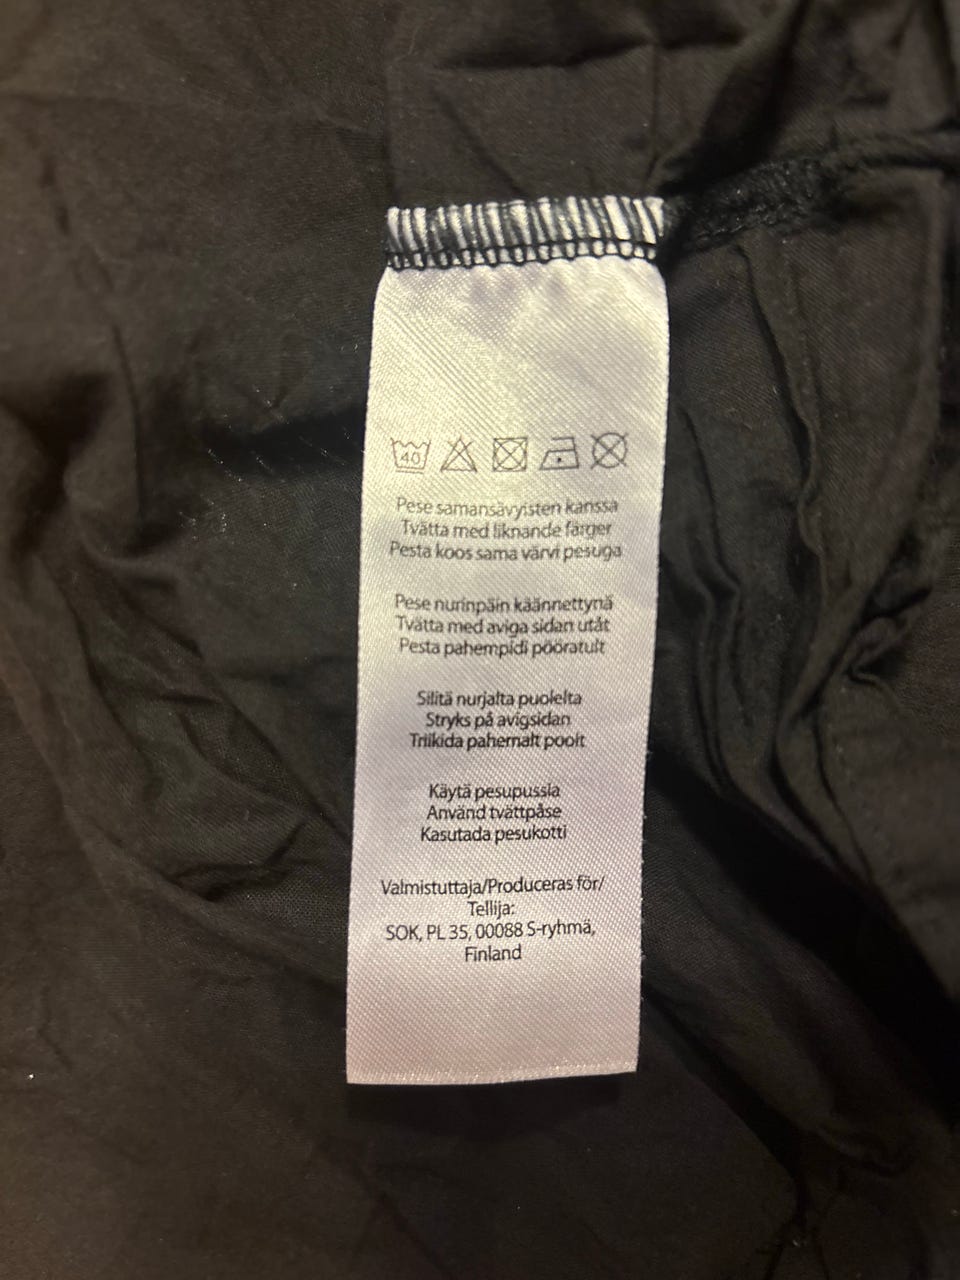 40
Pese samansävyisten kanssa
Tvätta med liknande färger
Pesta koos sama värvi pesuga
Pese nurinpäin käännettynä
Tvätta med aviga sidan utåt
Pesta pahempidi pööratult
Silitä nurjalta puolelta
Stryks på avigsidan
Triikida pahemalt poolt
Käytä pesupussia
Använd tvättpåse
Kasutada pesukotti
Valmistuttaja/Produceras för/
Tellija:
SOK, PL 35, 00088 S-ryhmä,
Finland